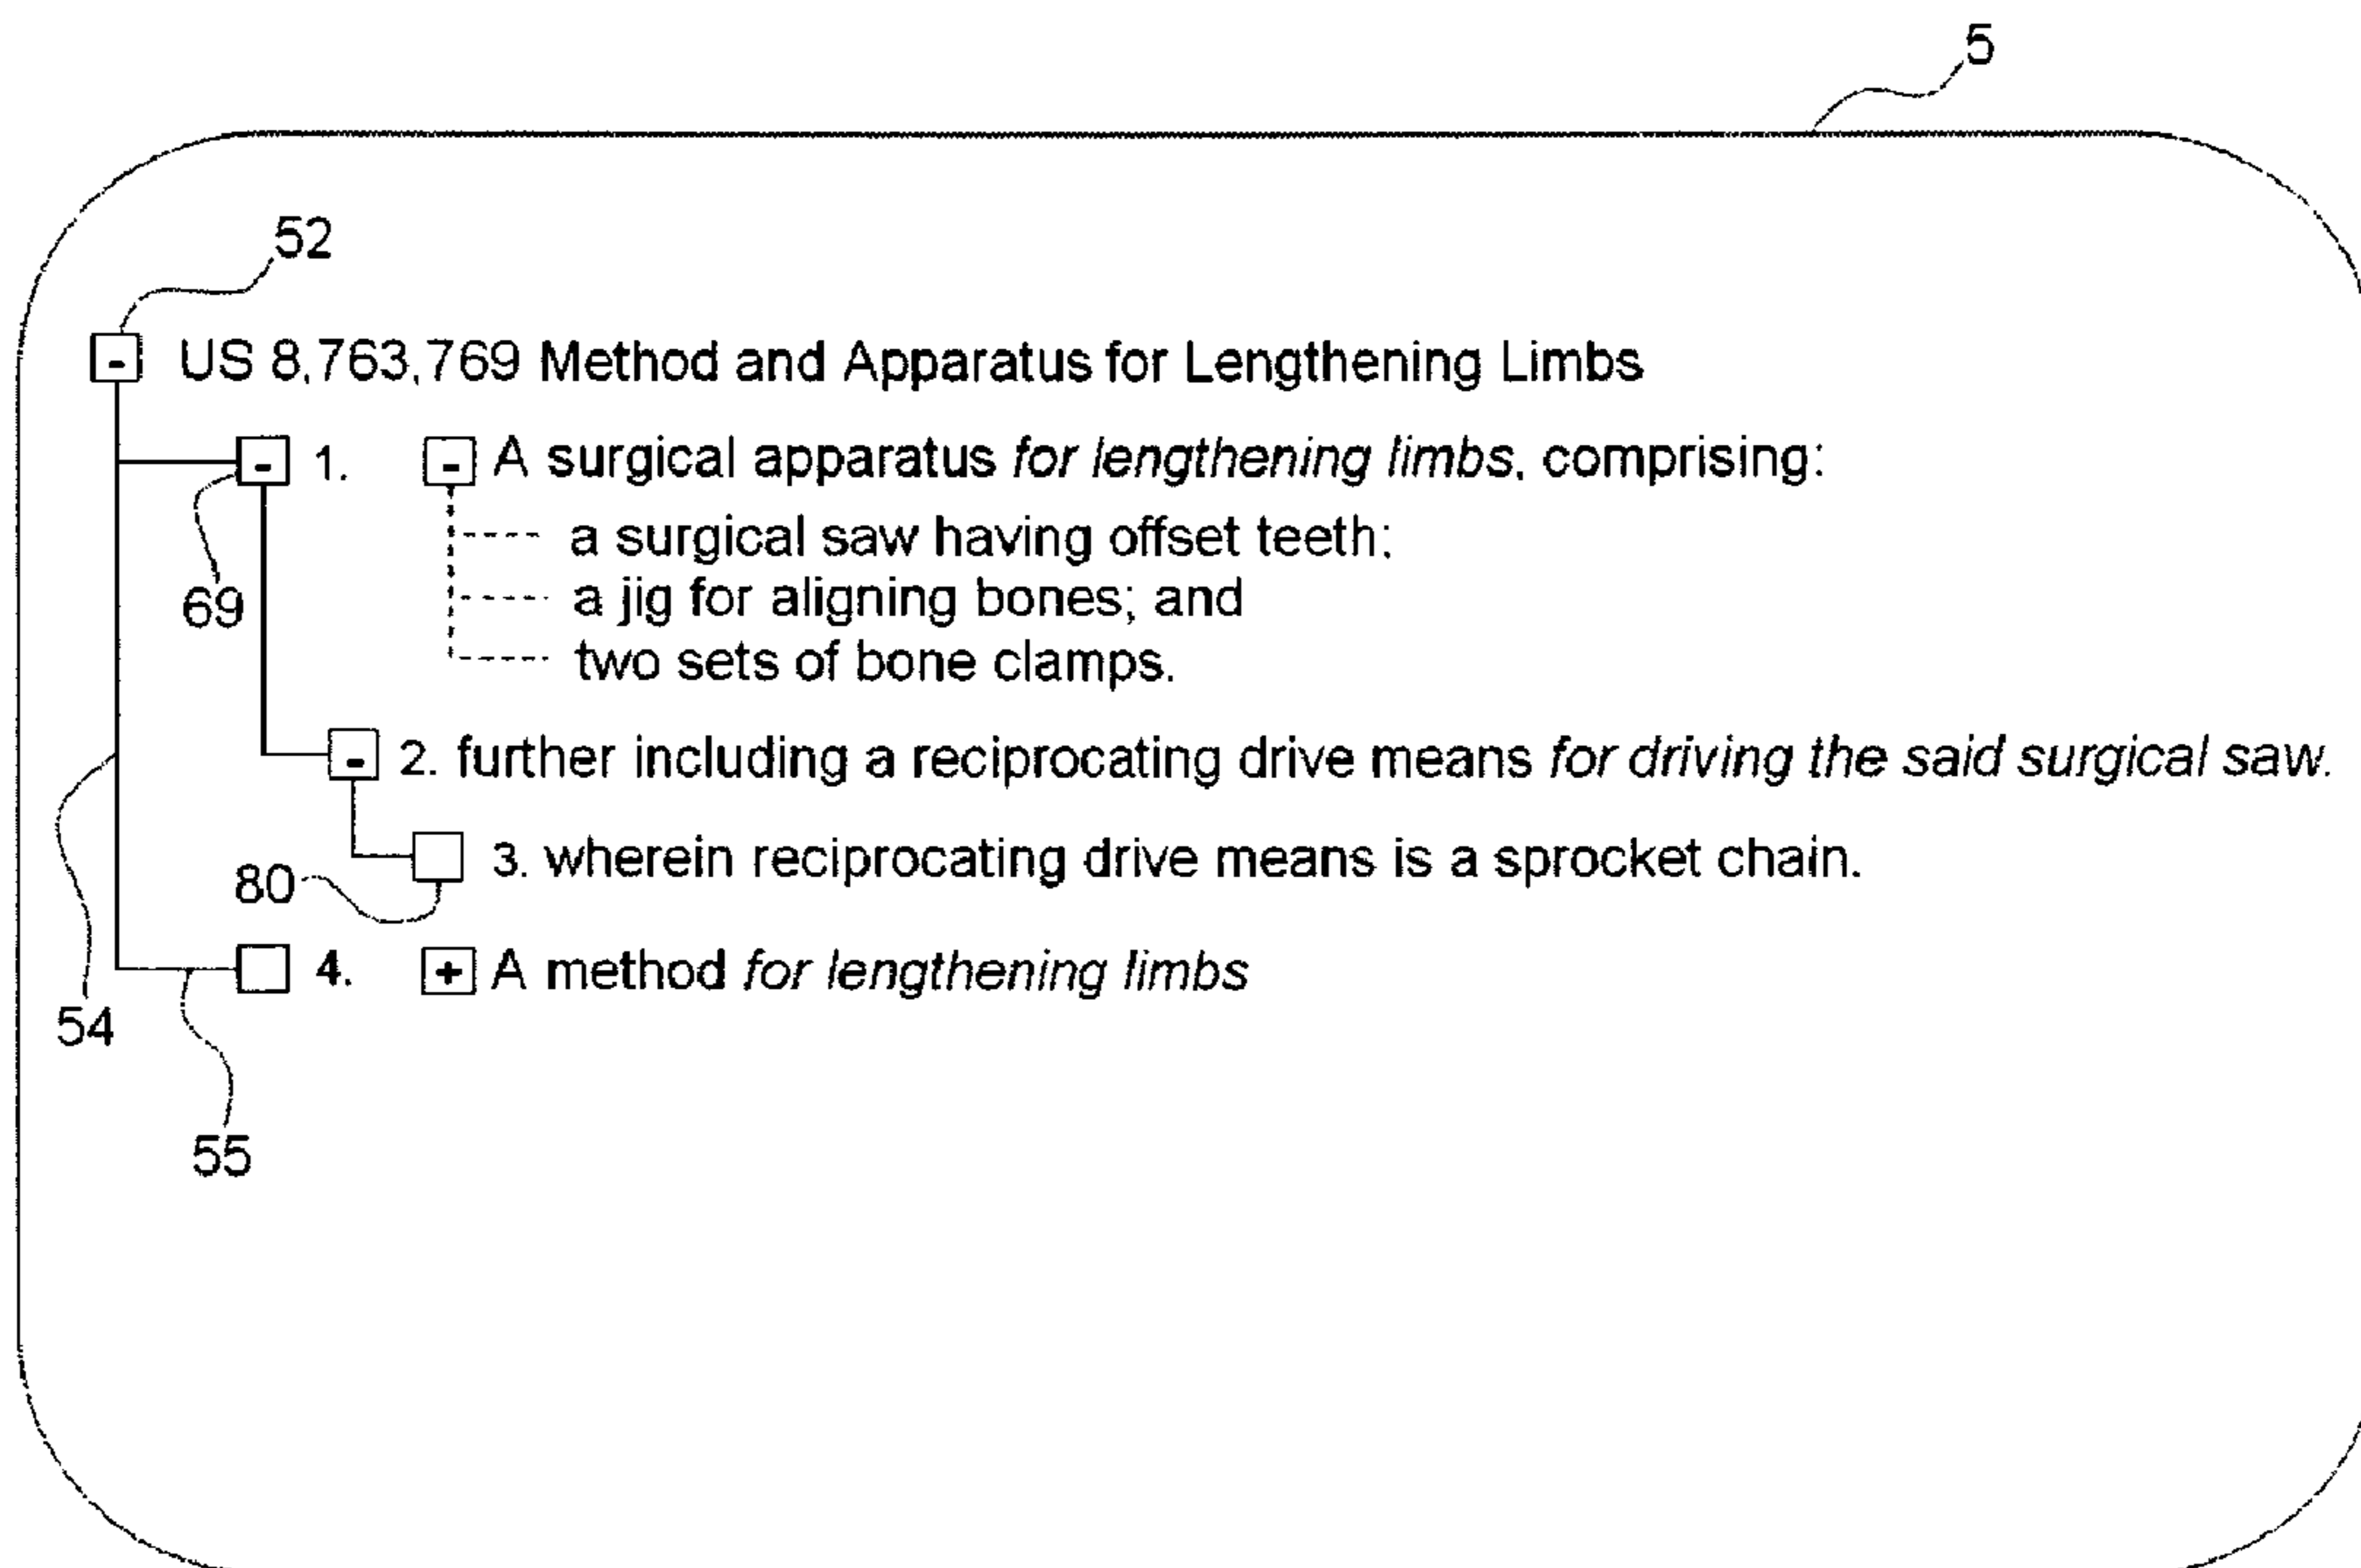 5
52
- US 8,763,769 Method and Apparatus for Lengthening Limbs
- 1. - A surgical apparatus for lengthening limbs, comprising:
a surgical saw having offset teeth;
69
a jig for aligning bones; and
two sets of bone clamps.
- 2. further including a reciprocating drive means for driving the said surgical saw.
3. wherein reciprocating drive means is a sprocket chain.
80
4. + A method for lengthening limbs
54
55